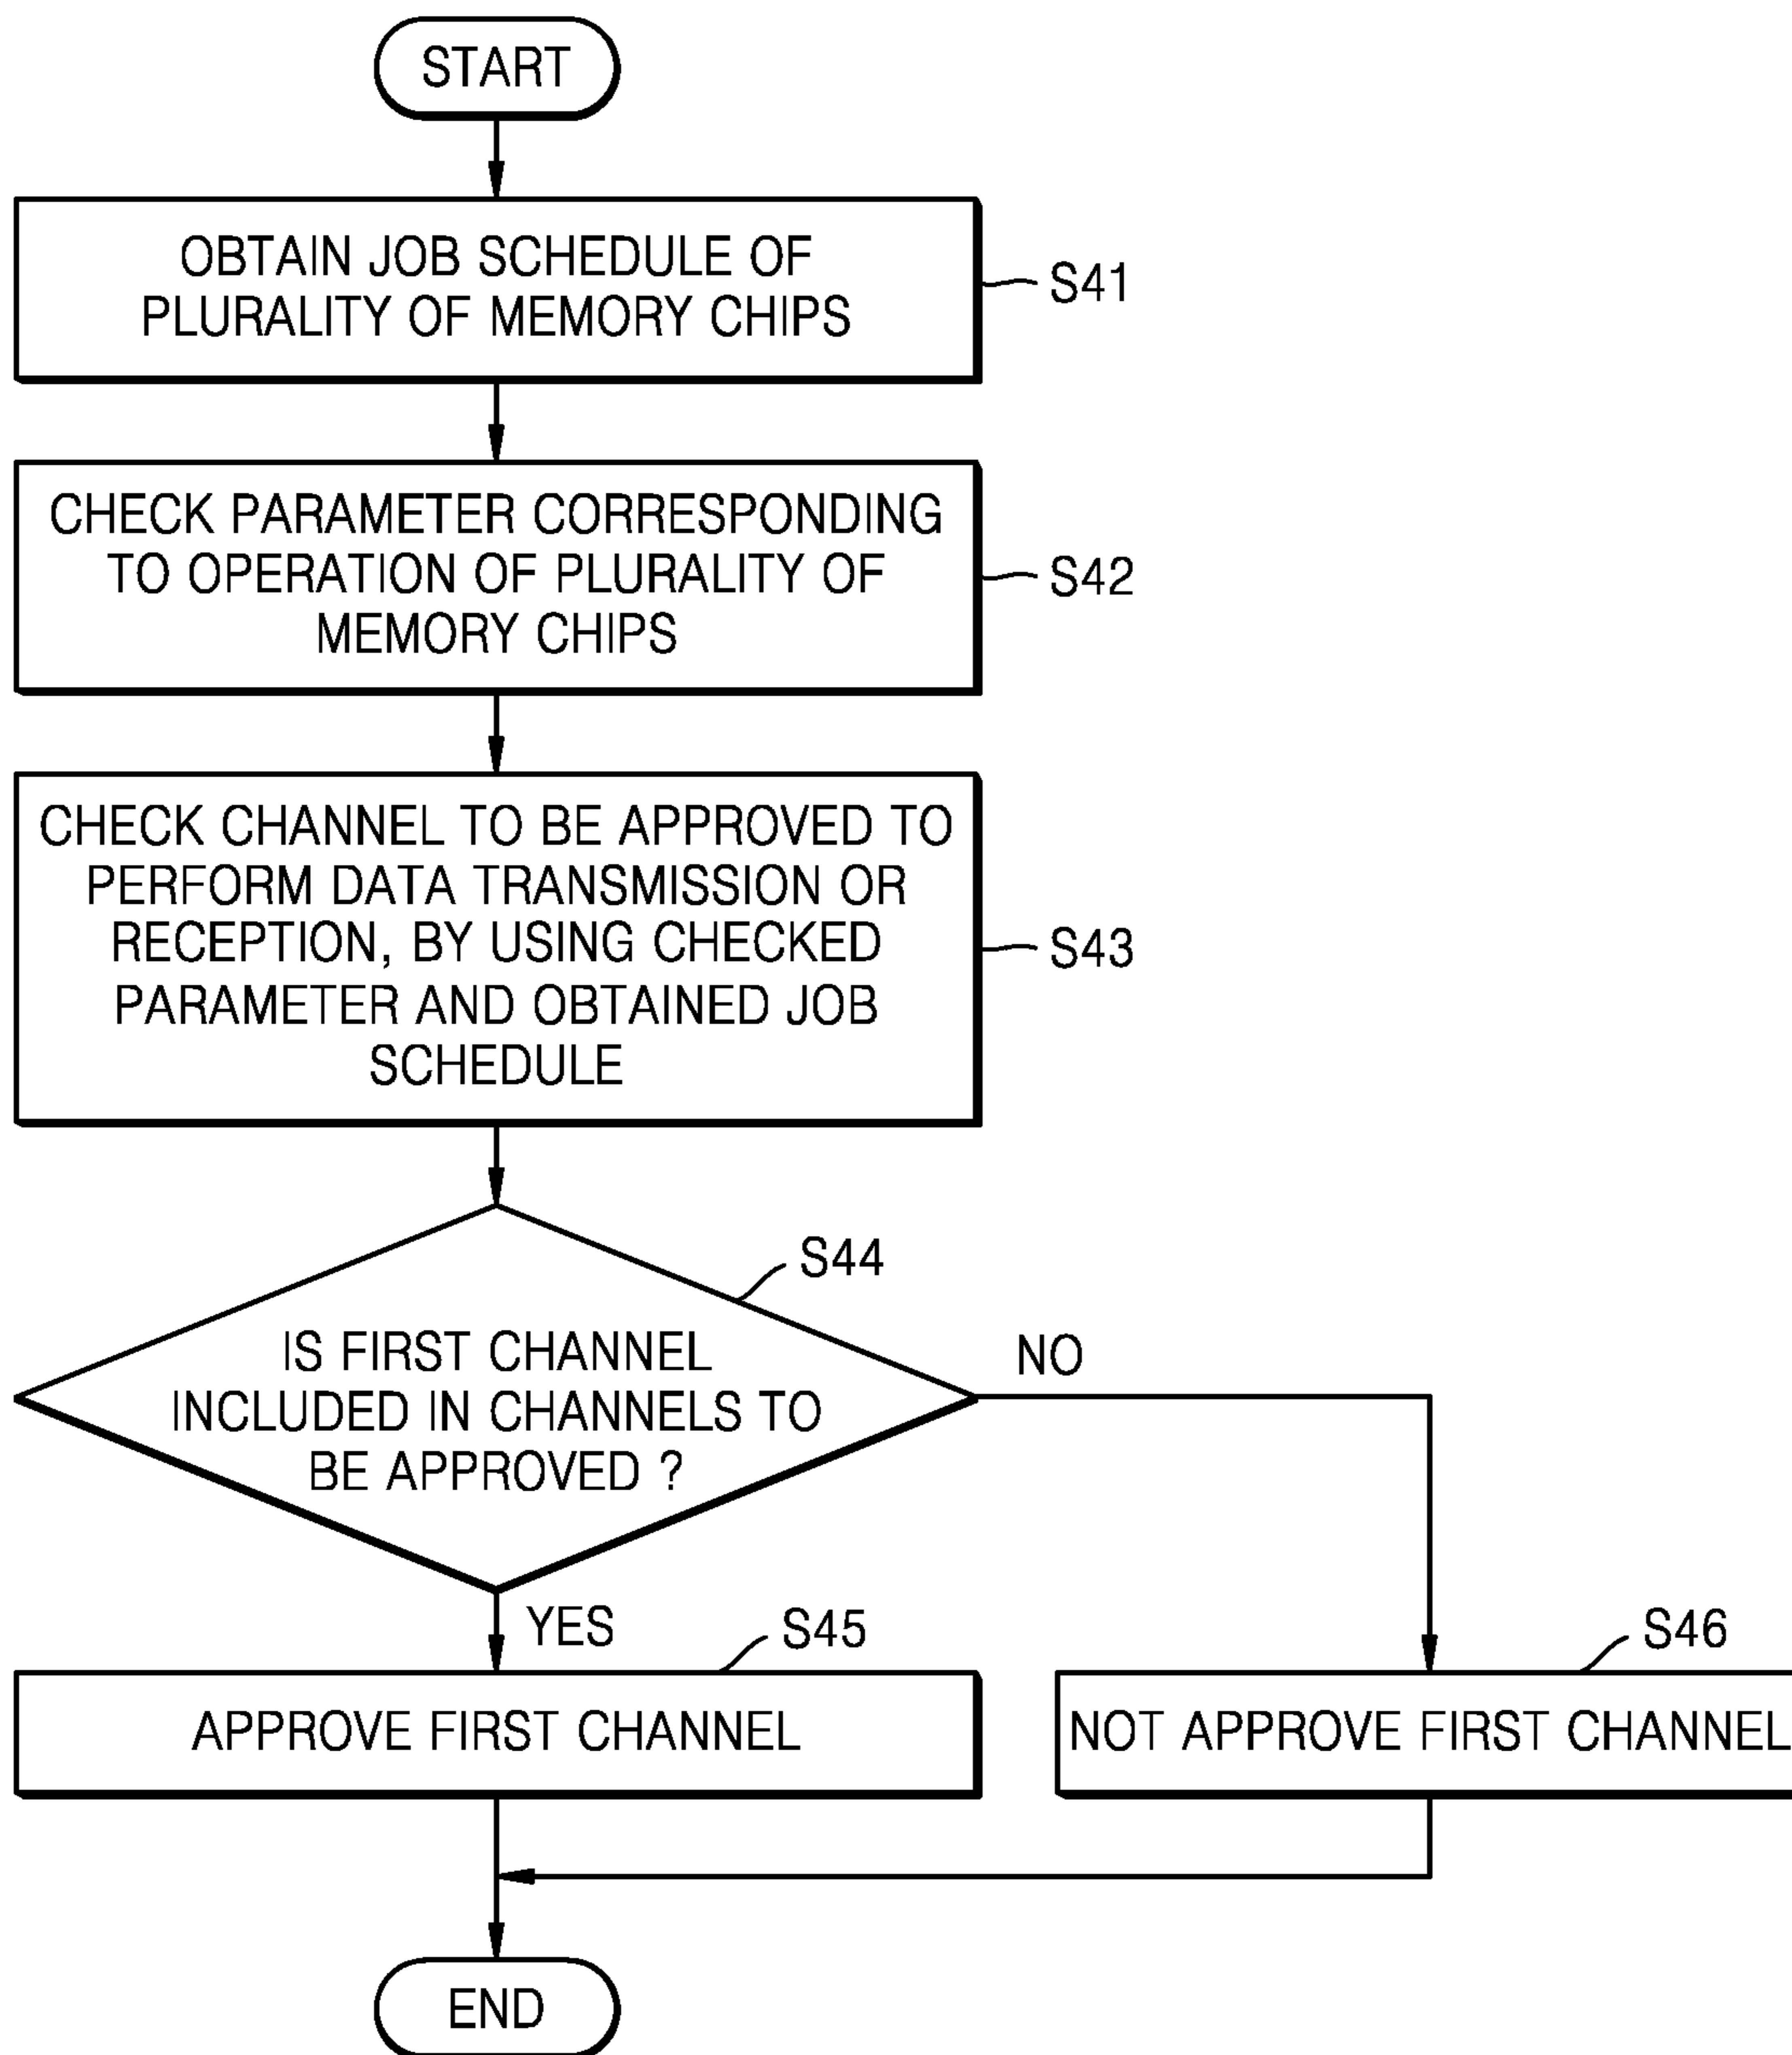 START
OBTAIN JOB SCHEDULE OF
PLURALITY OF MEMORY CHIPS
S41
CHECK PARAMETER CORRESPONDING
TO OPERATION OF PLURALITY OF
MEMORY CHIPS
S42
CHECK CHANNEL TO BE APPROVED TO
PERFORM DATA TRANSMISSION OR
RECEPTION, BY USING CHECKED
PARAMETER AND OBTAINED JOB
SCHEDULE
S43
S44
IS FIRST CHANNEL
INCLUDED IN CHANNELS TO
BE APPROVED ?
NO
YES
S45
APPROVE FIRST CHANNEL
S46
NOT APPROVE FIRST CHANNEL
END